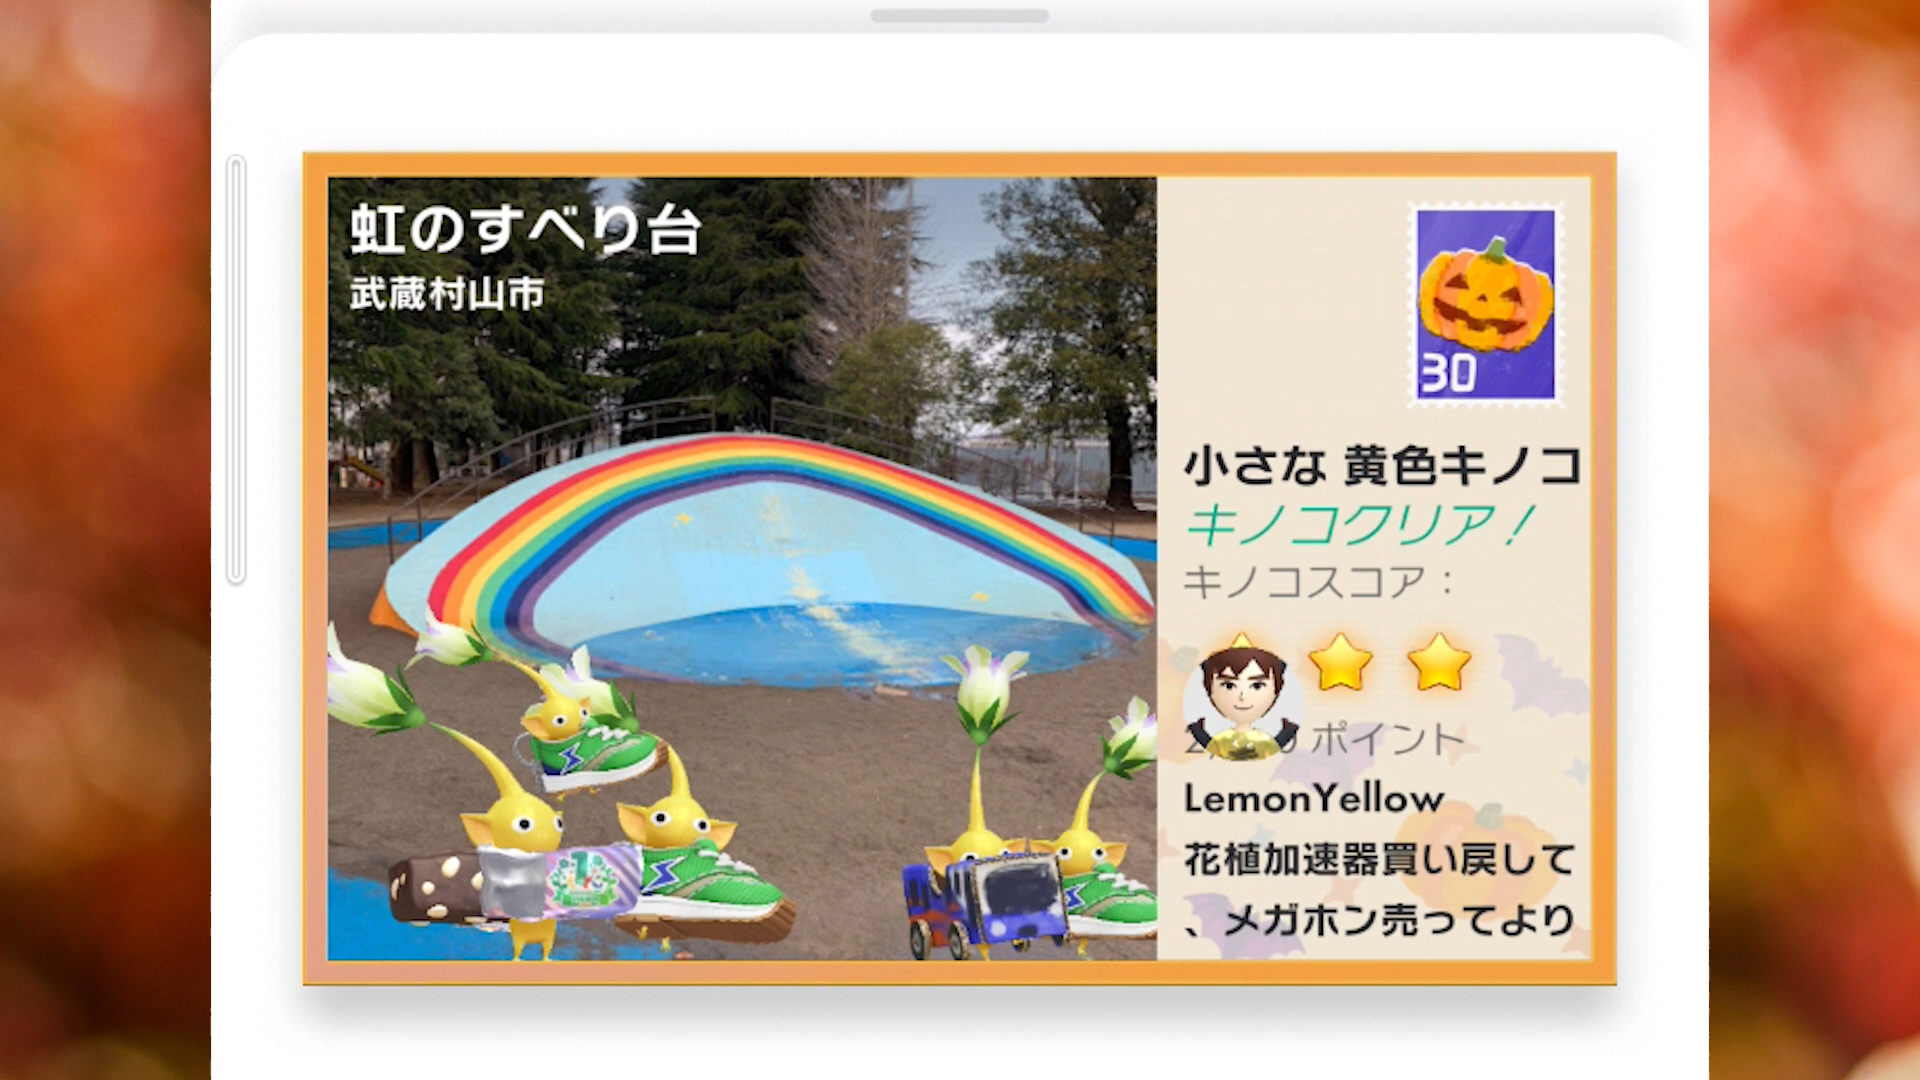 虹のすべり台
武蔵村山市
30
小さな 黄色キノコ
キノコクリア！
キノコスコア：
ポイント
LemonYellow
花植加速器買い戻して
、メガホン売ってより